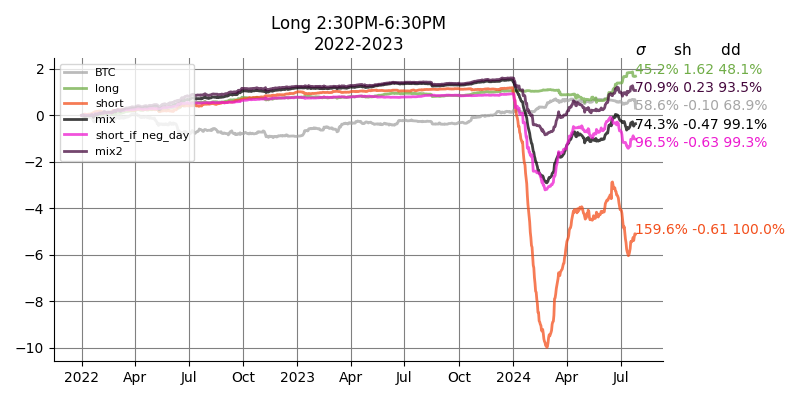 Long 2:30PM-6:30PM
2022-2023
σ sh dd
BTC
long
short
mix
short_if_neg_day
mix2
45.2% 1.62 48.1%
70.9% 0.23 93.5%
58.6% -0.10 68.9%
74.3% -0.47 99.1%
96.5% -0.63 99.3%
159.6% -0.61 100.0%
2
0
−2
−4
−6
−8
−10
2022 Apr Jul Oct 2023 Apr Jul Oct 2024 Apr Jul